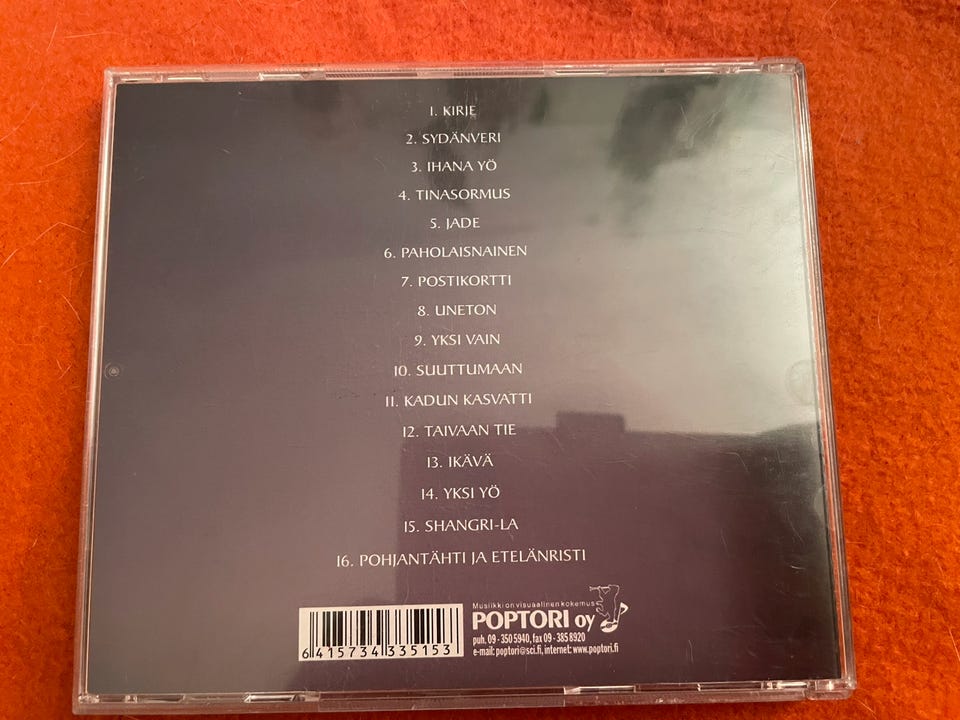 1. KIRJE
2. SYDÄNVERI
3. IHANA YÖ
4. TINASORMUS
5. JADE
6. PAHOLAISNAINEN
7. POSTIKORTTI
8. UNETON
9. YKSI VAIN
10. SUUTTUMAAN
11. KADUN KASVATTI
12. TAIVAAN TIE
13. IKÄVÄ
14. YKSI YÖ
15. SHANGRI-LA
16. POHJANTÄHTI JA ETELÄNRISTI
Musiikki on visuaalinen kokemus
POPTORI oy
puh. 09 - 350 5940, fax 09 - 385 8920
e-mail: poptori@sci.fi, internet: www.poptori.fi
6 415734 335153